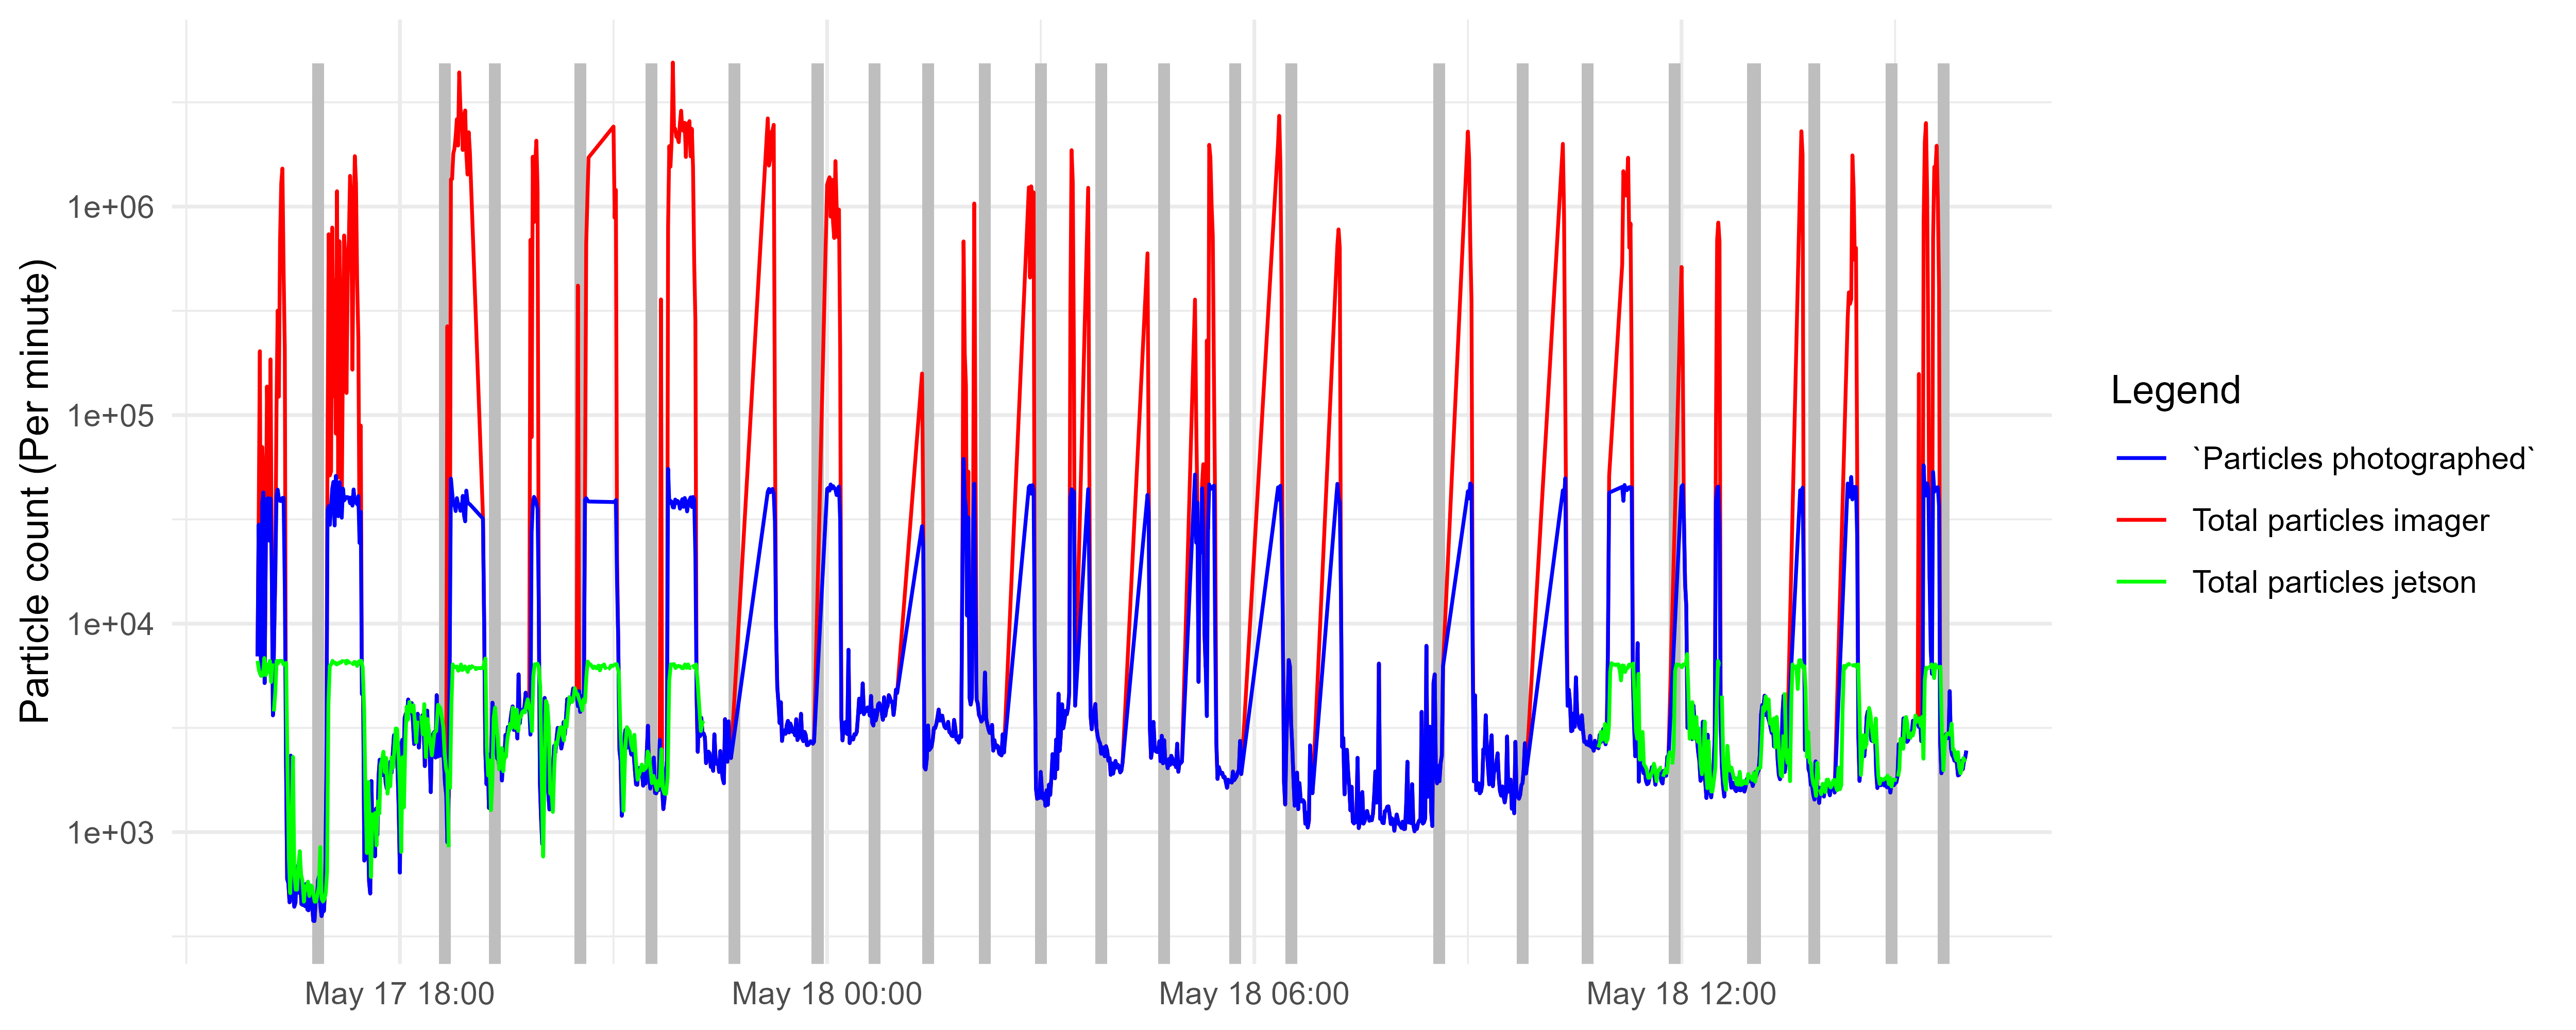 Particle count (Per minute)
1e+06
1e+05
1e+04
1e+03
May 17 18:00
May 18 00:00
May 18 06:00
May 18 12:00
Legend
`Particles photographed`
Total particles imager
Total particles jetson